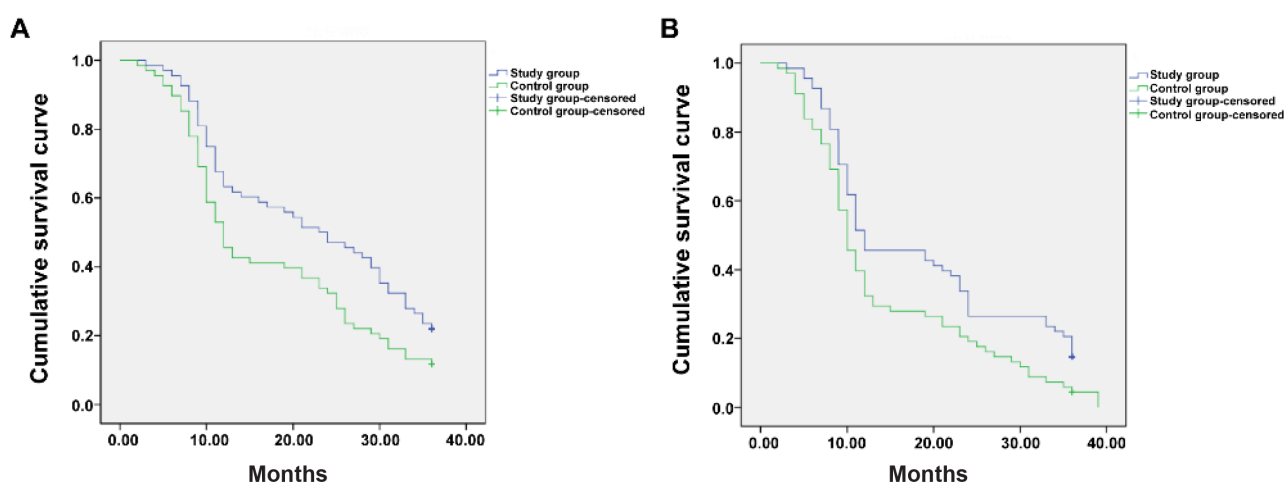 A
Cumulative survival curve
1.0
0.8
0.6
0.4
0.2
0.0
0.00 10.00 20.00 30.00 40.00
Months
Study group
Control group
Study group-censored
Control group-censored
B
Cumulative survival curve
1.0
0.8
0.6
0.4
0.2
0.0
0.00 10.00 20.00 30.00 40.00
Months
Study group
Control group
Study group-censored
Control group-censored